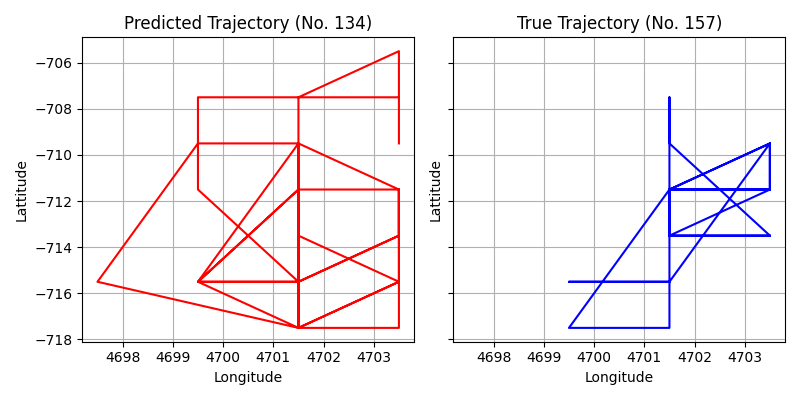 Predicted Trajectory (No. 134)
True Trajectory (No. 157)
−706
−708
−710
−712
−714
−716
−718
Lattitude
Lattitude
4698 4699 4700 4701 4702 4703
4698 4699 4700 4701 4702 4703
Longitude
Longitude